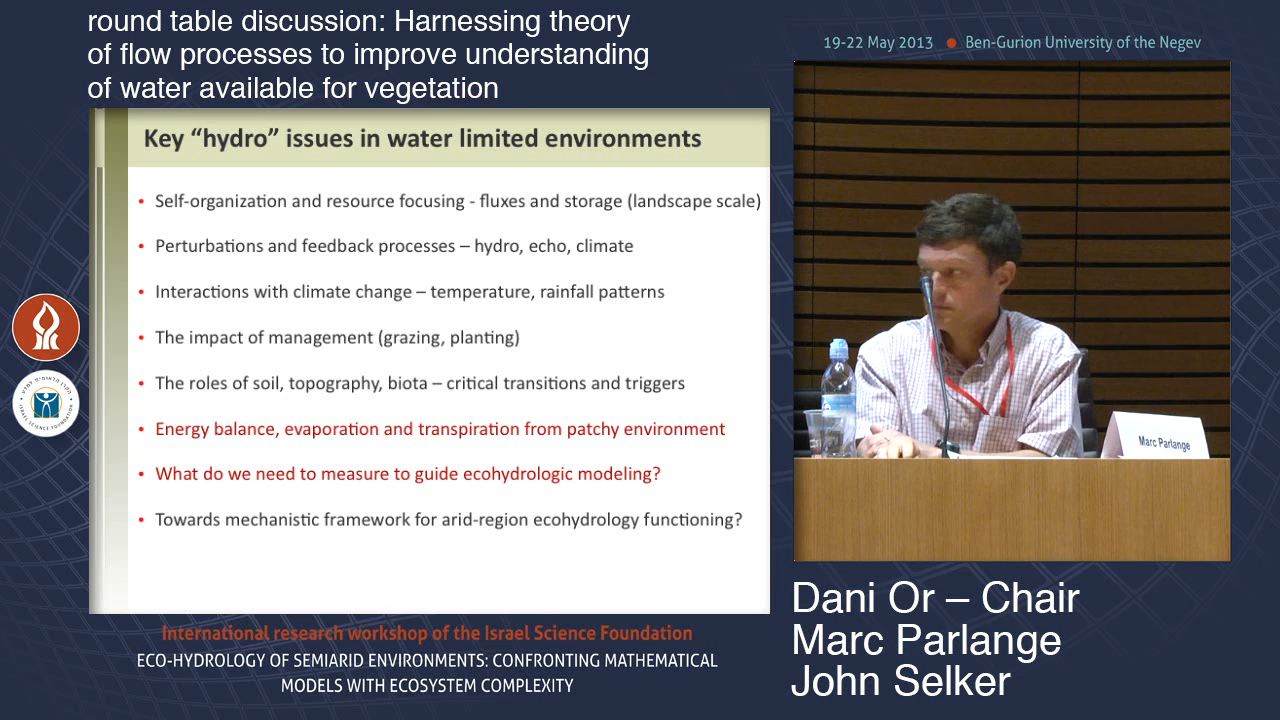 round table discussion: Harnessing theory
of flow processes to improve understanding
of water available for vegetation
19-22 May 2013 ● Ben-Gurion University of the Negev
Key “hydro” issues in water limited environments
• Self-organization and resource focusing - fluxes and storage (landscape scale)
• Perturbations and feedback processes – hydro, echo, climate
• Interactions with climate change – temperature, rainfall patterns
• The impact of management (grazing, planting)
• The roles of soil, topography, biota – critical transitions and triggers
• Energy balance, evaporation and transpiration from patchy environment
• What do we need to measure to guide ecohydrologic modeling?
• Towards mechanistic framework for arid-region ecohydrology functioning?
Marc Parlange
ISRAEL SCIENCE FOUNDATION
International research workshop of the Israel Science Foundation
ECO-HYDROLOGY OF SEMIARID ENVIRONMENTS: CONFRONTING MATHEMATICAL
MODELS WITH ECOSYSTEM COMPLEXITY
Dani Or – Chair
Marc Parlange
John Selker